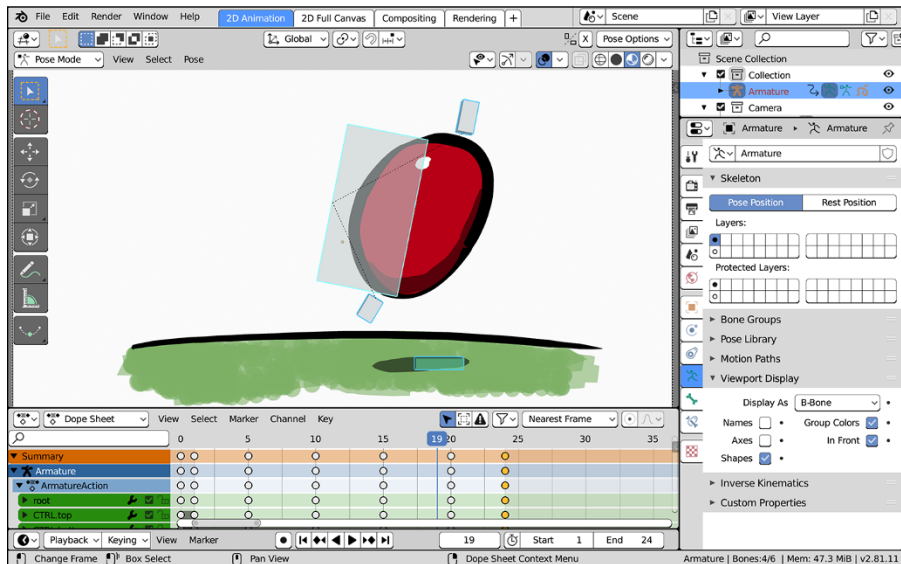 File Edit Render Window Help 2D Animation 2D Full Canvas Compositing Rendering + Scene View Layer
Global X Pose Options
Pose Mode View Select Pose
Scene Collection
Collection
Armature
Camera
Armature Armature
Armature
Skeleton
Pose Position Rest Position
Layers:
Protected Layers:
Bone Groups
Pose Library
Motion Paths
Viewport Display
Display As B-Bone
Names Group Colors
Axes In Front
Shapes
Inverse Kinematics
Custom Properties
Dope Sheet View Select Marker Channel Key Nearest Frame
0 5 10 15 19 20 25 30 35
Summary
Armature
ArmatureAction
root
CTRL.top
Playback Keying View Marker 19 Start 1 End 24
Change Frame Box Select Pan View Dope Sheet Context Menu Armature | Bones:4/6 | Mem: 47.3 MiB | v2.81.11